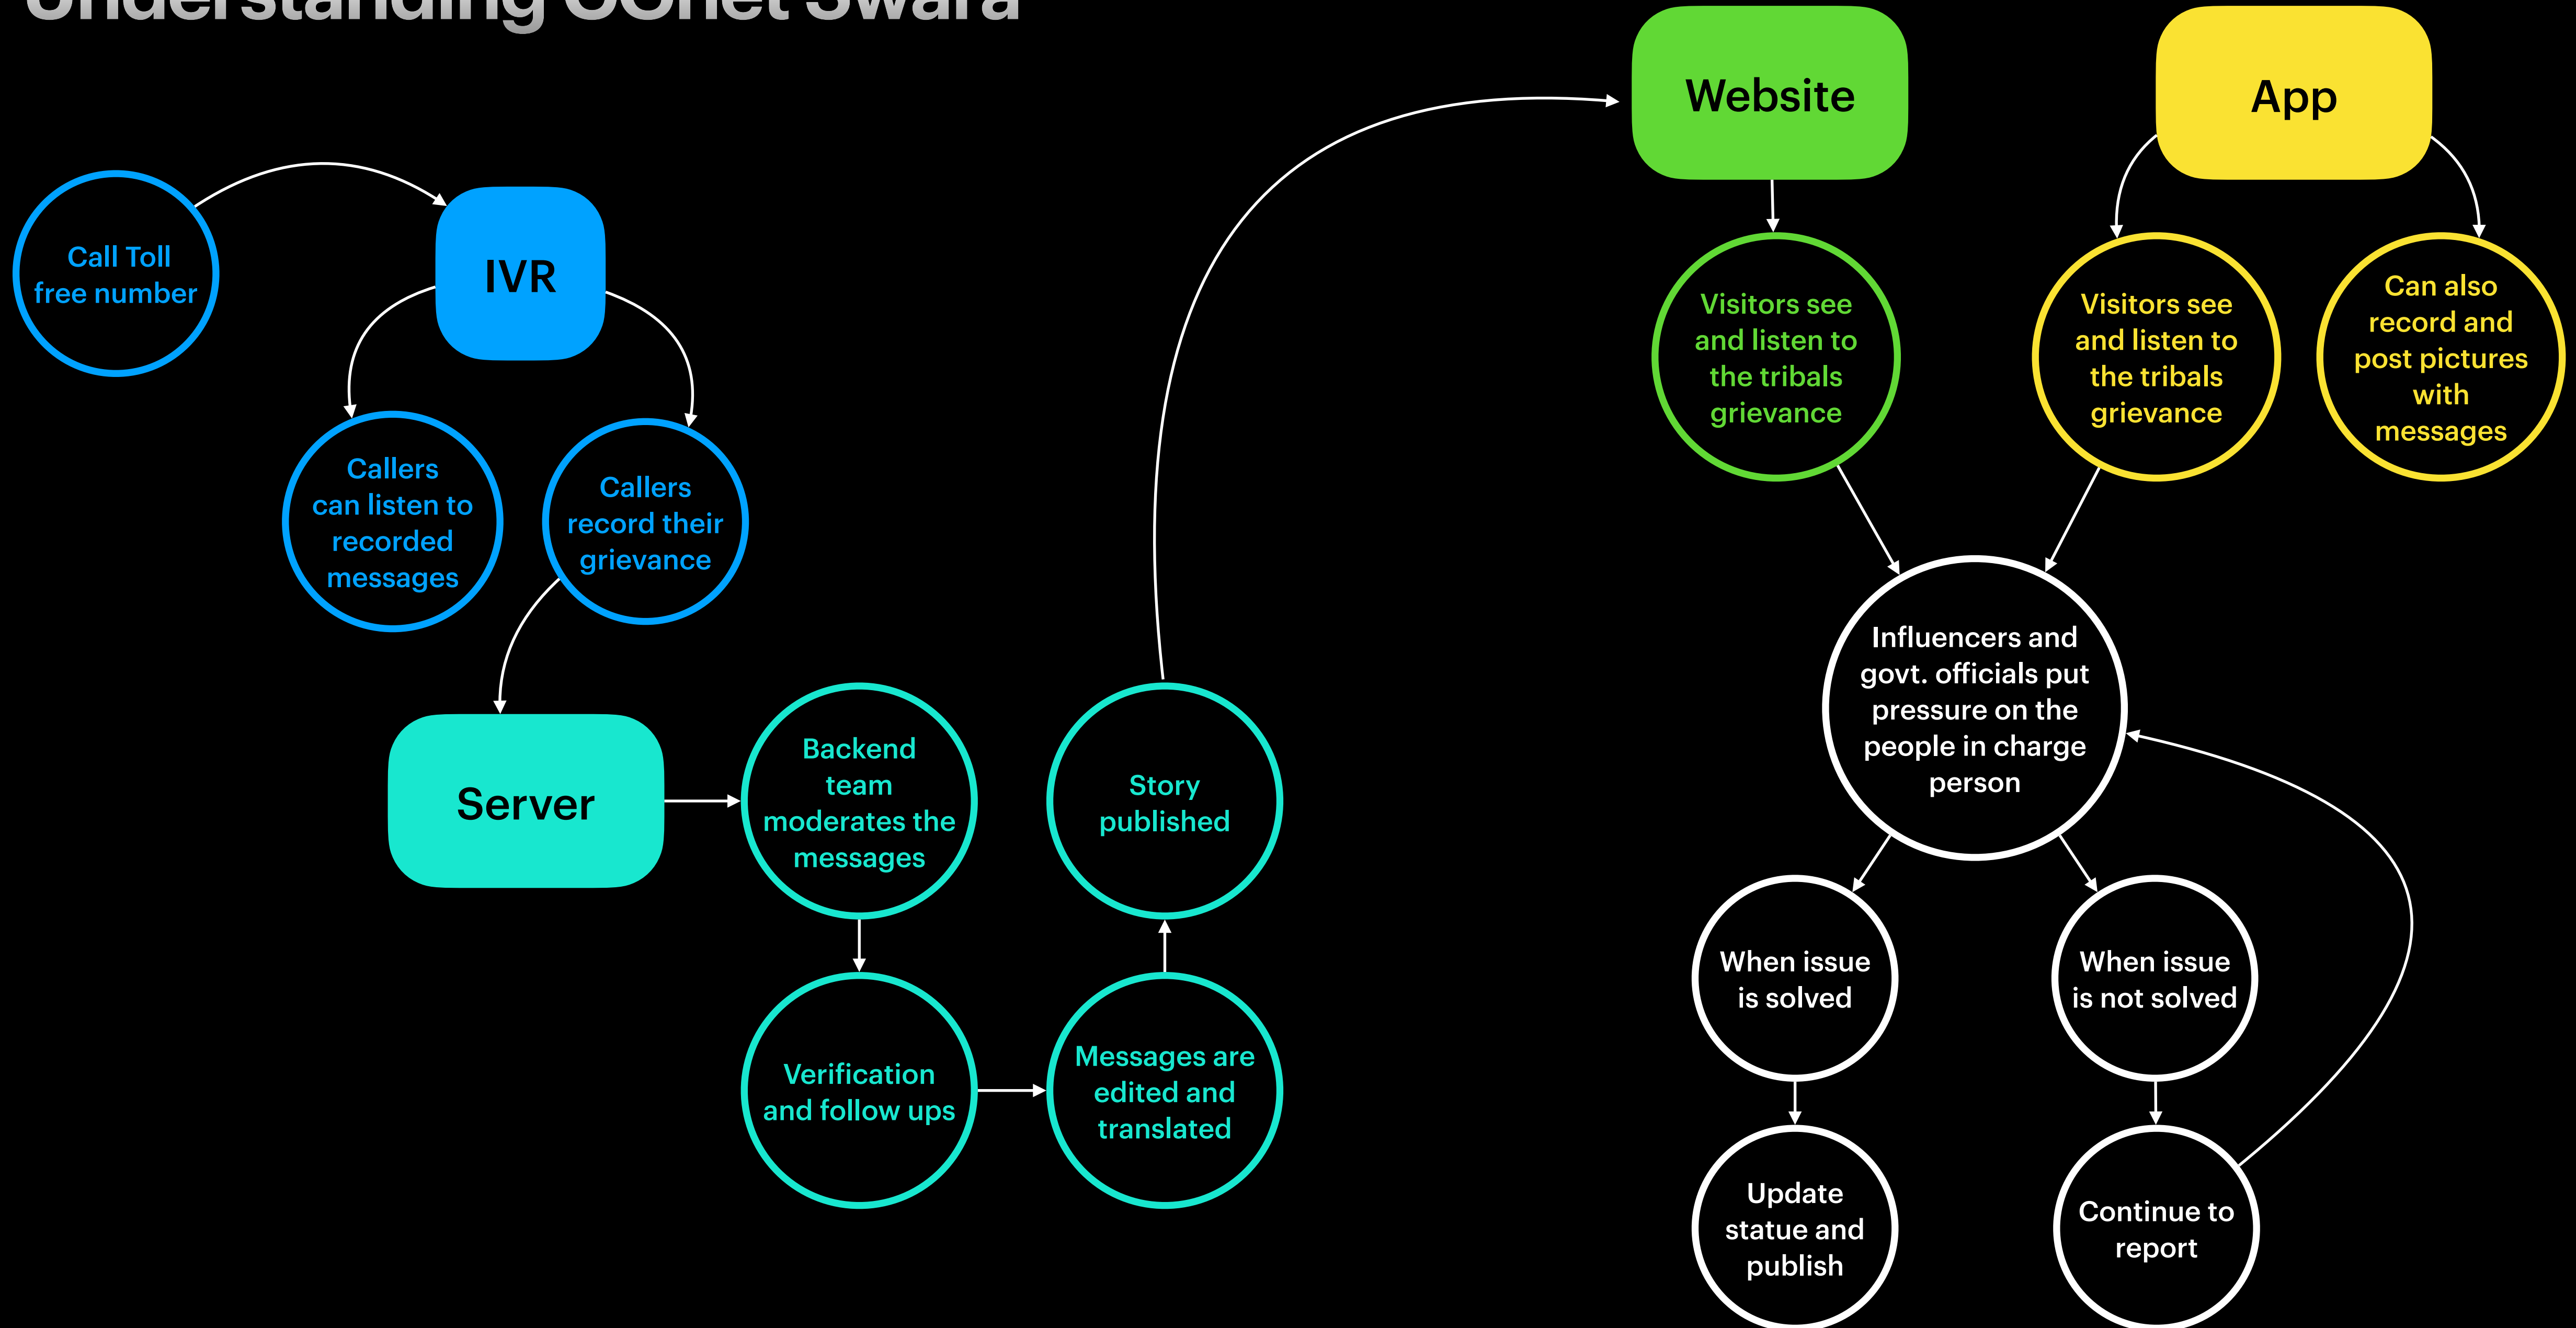 Understanding CGnet Swara
Website
App
Call Toll
free number
IVR
Visitors see
and listen to
the tribals
grievance
Visitors see
and listen to
the tribals
grievance
Can also
record and
post pictures
with
messages
Callers
can listen to
recorded
messages
Callers
record their
grievance
Influencers and
govt. officials put
pressure on the
people in charge
person
Server
Backend
team
moderates the
messages
Story
published
When issue
is solved
When issue
is not solved
Verification
and follow ups
Messages are
edited and
translated
Update
statue and
publish
Continue to
report